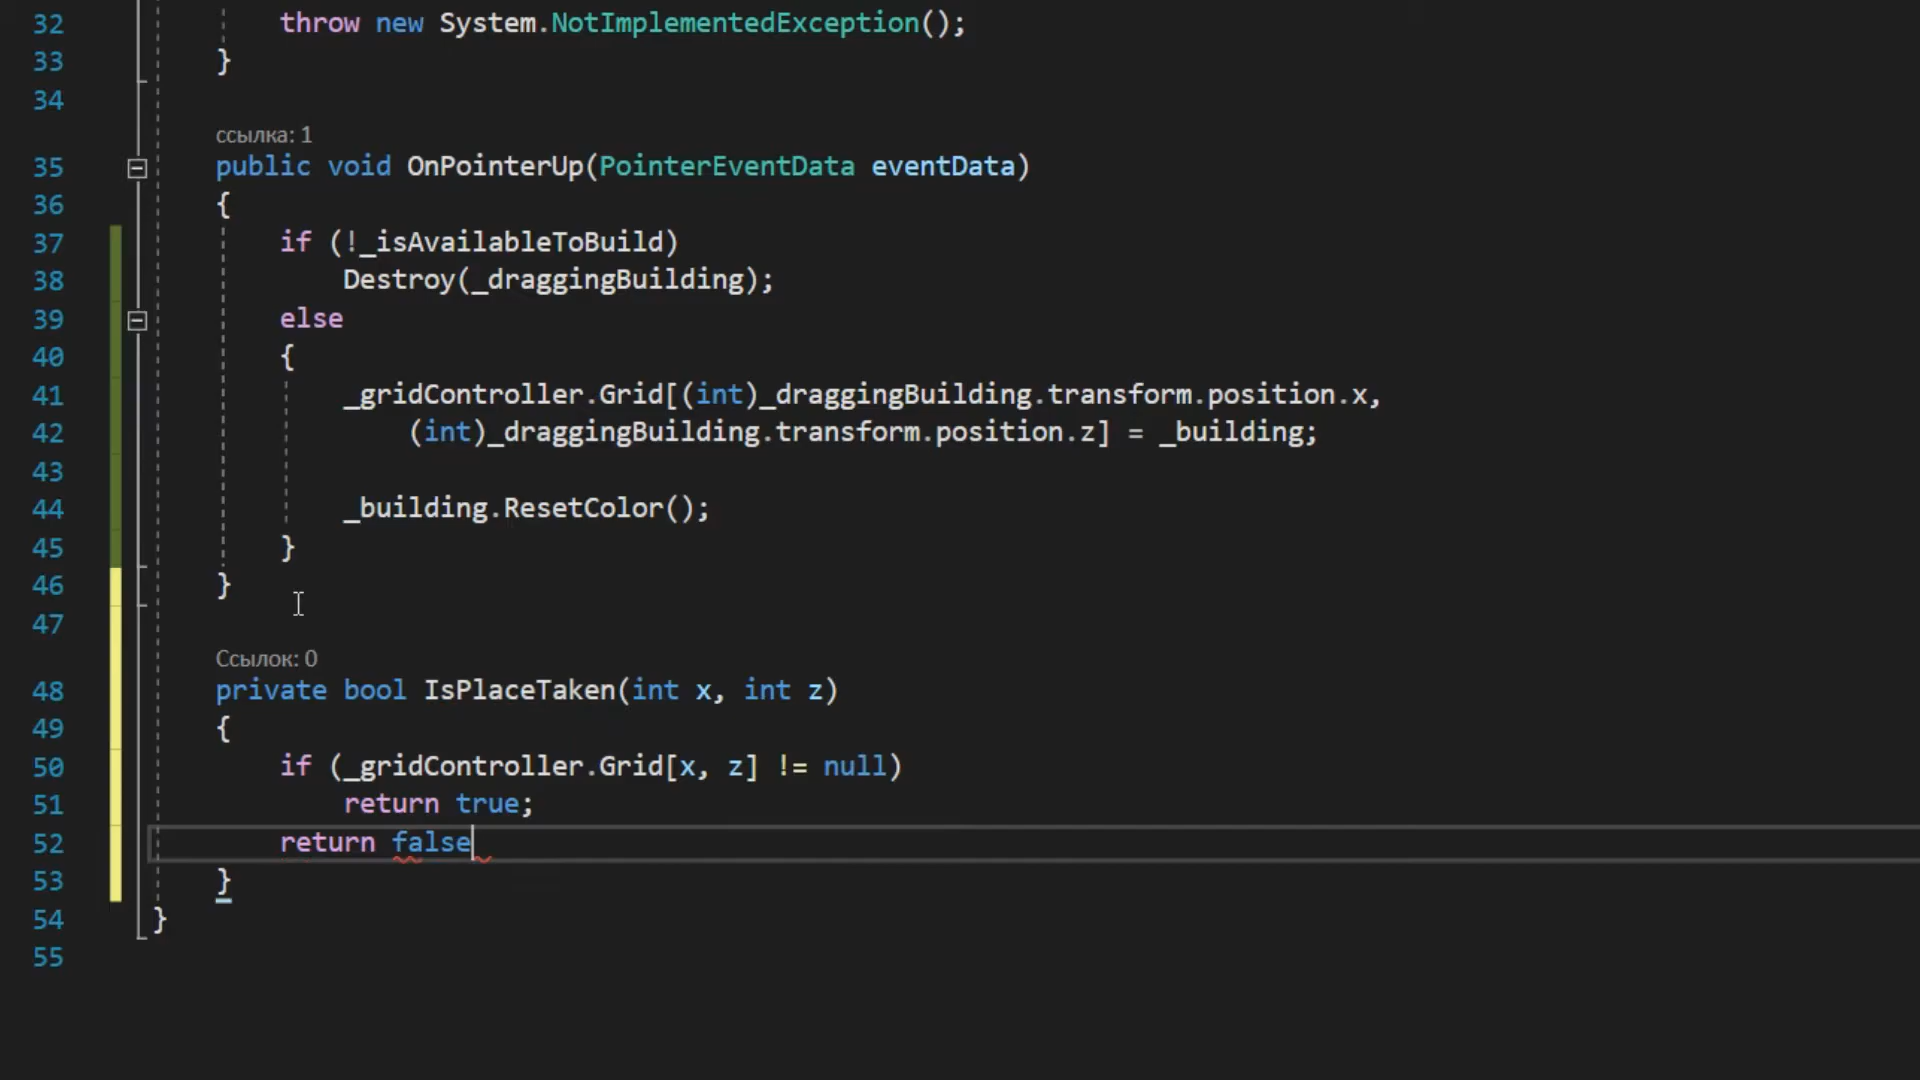 32 throw new System.NotImplementedException();
33 }
34
ссылка: 1
35 public void OnPointerUp(PointerEventData eventData)
36 {
37 if (!_isAvailableToBuild)
38 Destroy(_draggingBuilding);
39 else
40 {
41 _gridController.Grid[(int)_draggingBuilding.transform.position.x,
42 (int)_draggingBuilding.transform.position.z] = _building;
43
44 _building.ResetColor();
45 }
46 }
47
Ссылок: 0
48 private bool IsPlaceTaken(int x, int z)
49 {
50 if (_gridController.Grid[x, z] != null)
51 return true;
52 return false
53 }
54 }
55